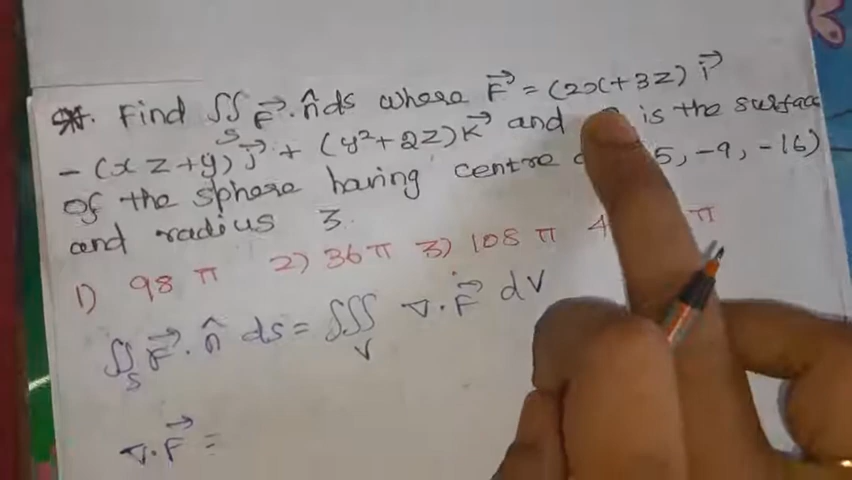 Find ∬ F⃗ . n̂ ds where F⃗ = (2x+3z) i⃗
S
- (xz+y) j⃗ + (y²+2z) k⃗ and is the surface
of the sphere having centre 5, -9, -16)
and radius 3.
1) 98 π 2) 36 π 3) 108 π 4 π
∬ F⃗ . n̂ ds = ∭ ∇ . F⃗ dV
S V
∇ . F⃗ =